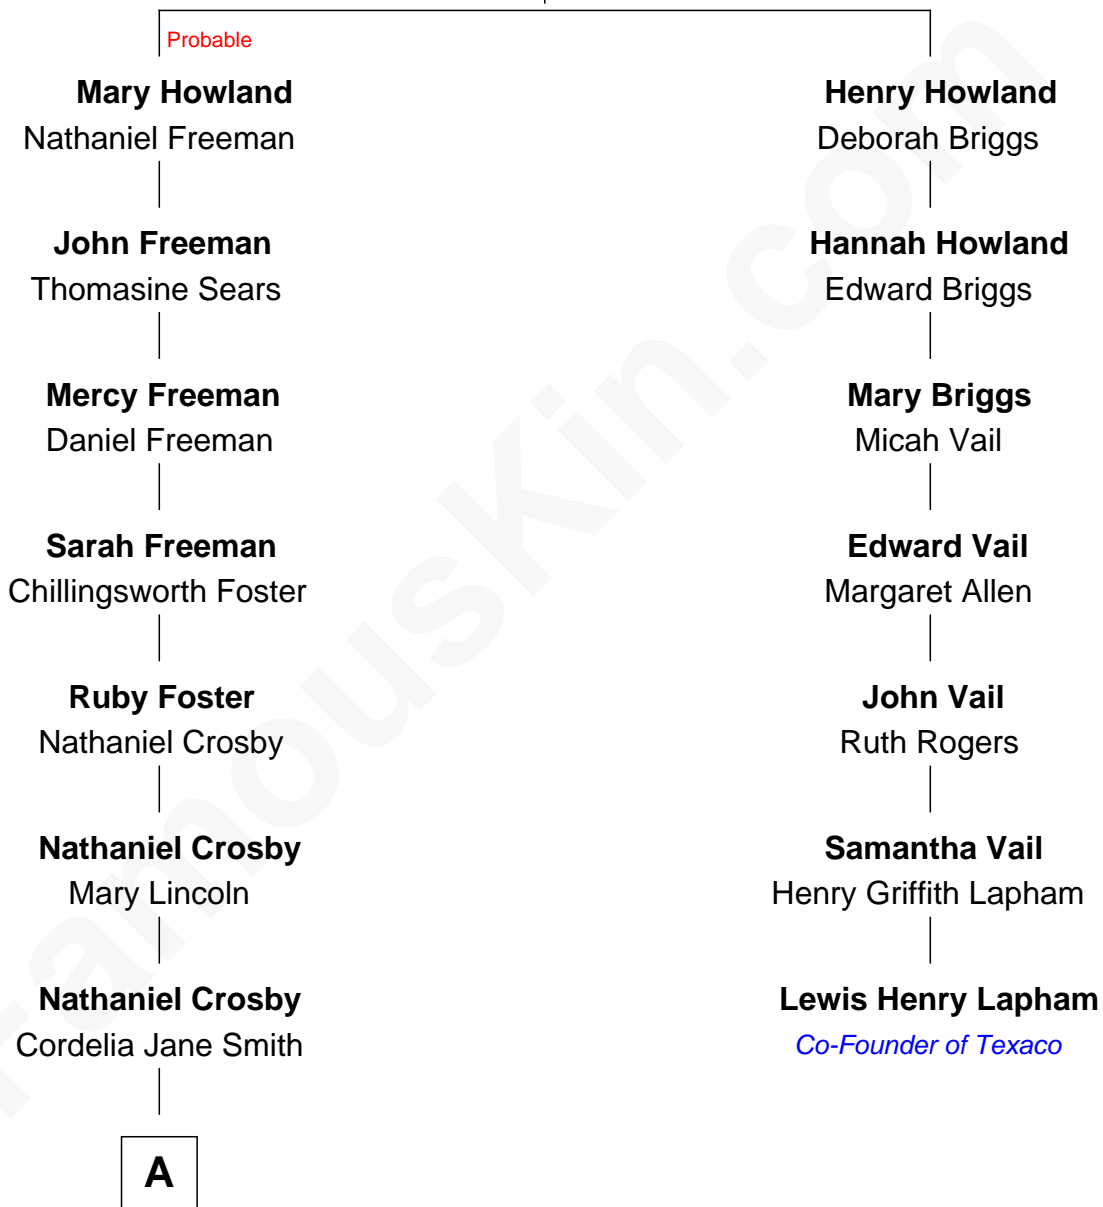 Probable
Mary Howland
Nathaniel Freeman
John Freeman
Thomasine Sears
Mercy Freeman
Daniel Freeman
Sarah Freeman
Chillingsworth Foster
Ruby Foster
Nathaniel Crosby
Nathaniel Crosby
Mary Lincoln
Nathaniel Crosby
Cordelia Jane Smith
A
Henry Howland
Deborah Briggs
Hannah Howland
Edward Briggs
Mary Briggs
Micah Vail
Edward Vail
Margaret Allen
John Vail
Ruth Rogers
Samantha Vail
Henry Griffith Lapham
Lewis Henry Lapham
Co-Founder of Texaco
FamousKin.com